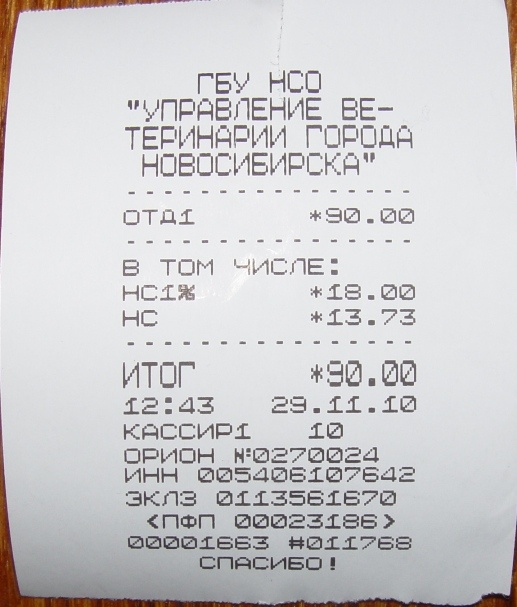 ГБУ НСО
"УПРАВЛЕНИЕ ВЕ-
ТЕРИНАРИИ ГОРОДА
НОВОСИБИРСКА"
- - - - - - - - - - - - - - - -
ОТД1 *90.00
- - - - - - - - - - - - - - - -
В ТОМ ЧИСЛЕ:
НС1% *18.00
НС *13.73
- - - - - - - - - - - - - - - -
ИТОГ *90.00
12:43 29.11.10
КАССИР1 10
ОРИОН №0270024
ИНН 005406107642
ЭКЛЗ 0113561670
<ПФП 00023186>
00001663 #011768
СПАСИБО!